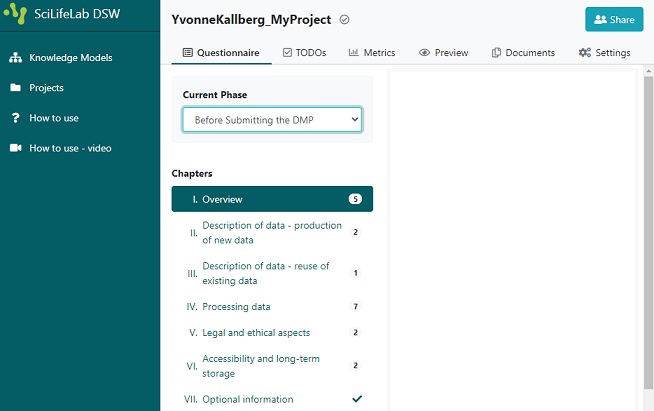 SciLifeLab DSW
Knowledge Models
Projects
How to use
How to use - video
YvonneKallberg_MyProject
Share
Questionnaire
TODOs
Metrics
Preview
Documents
Settings
Current Phase
Before Submitting the DMP
Chapters
I. Overview 5
II. Description of data - production 2
of new data
III. Description of data - reuse of 1
existing data
IV. Processing data 7
V. Legal and ethical aspects 2
VI. Accessibility and long-term 2
storage
VII. Optional information